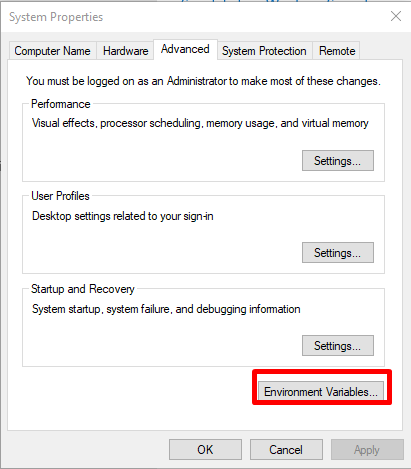 System Properties
Computer Name Hardware Advanced System Protection Remote
You must be logged on as an Administrator to make most of these changes.
Performance
Visual effects, processor scheduling, memory usage, and virtual memory
Settings...
User Profiles
Desktop settings related to your sign-in
Settings...
Startup and Recovery
System startup, system failure, and debugging information
Settings...
Environment Variables...
OK Cancel Apply